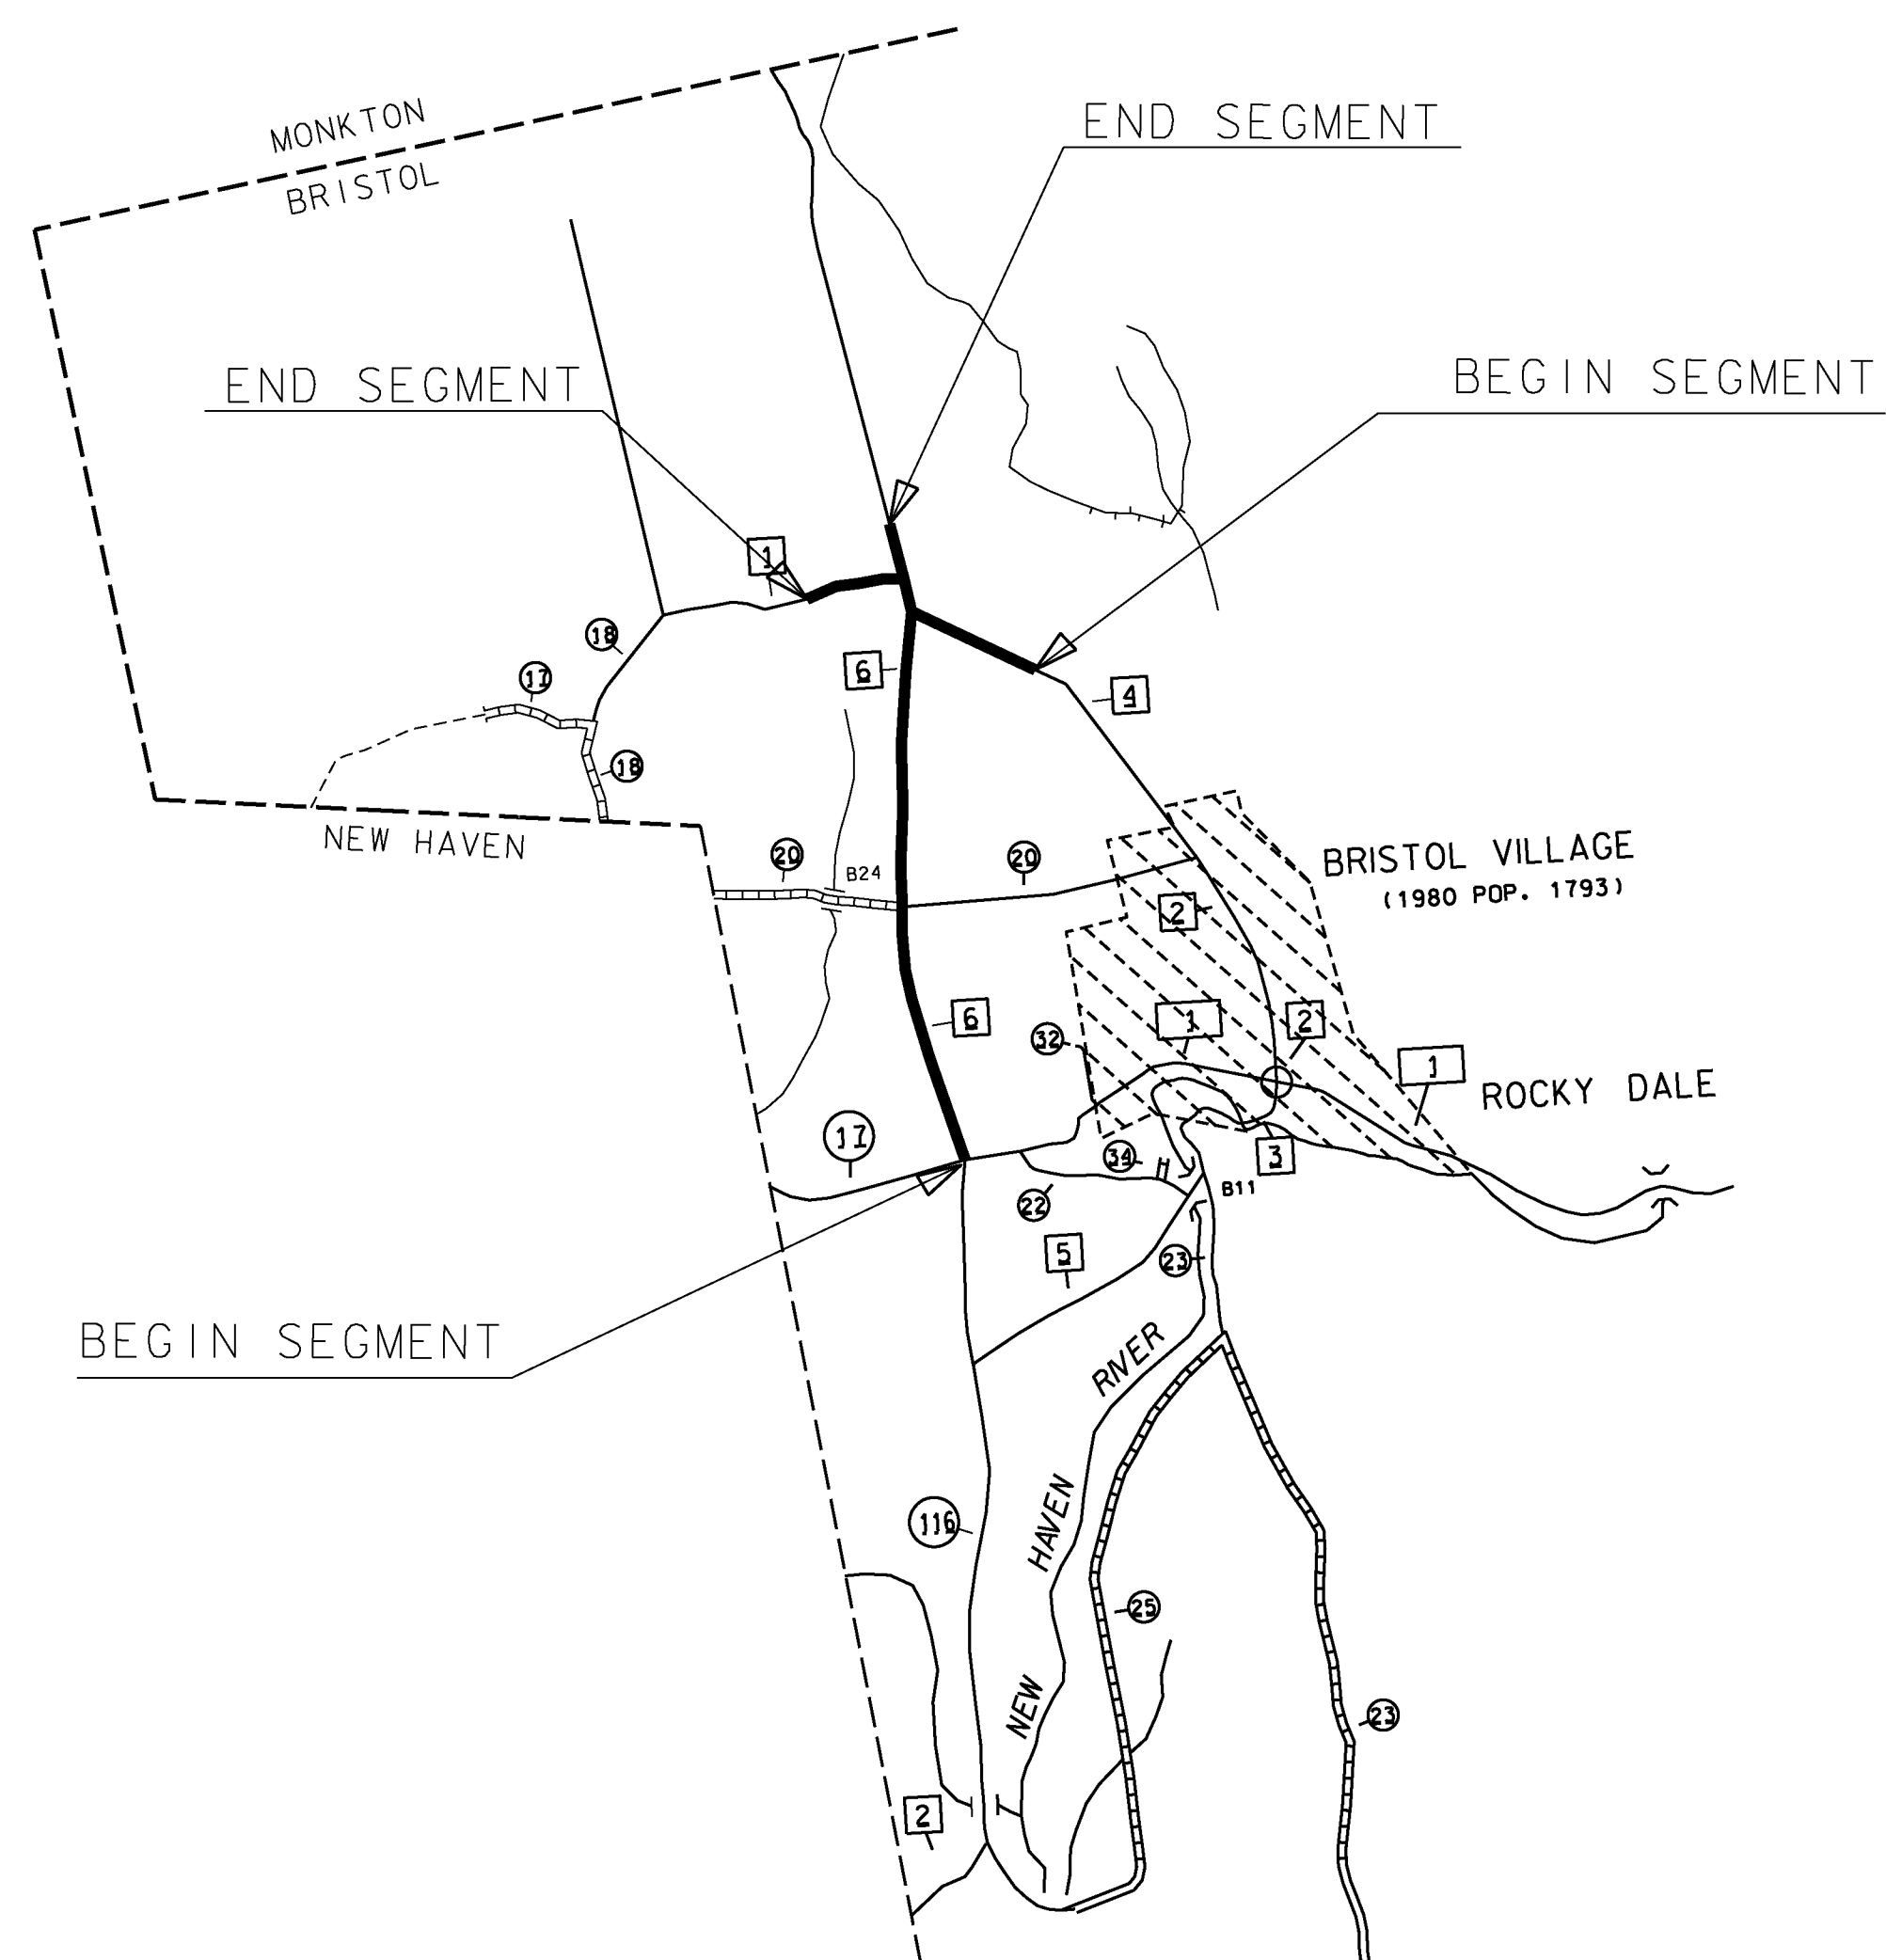 MONKTON
BRISTOL
END SEGMENT
END SEGMENT
BEGIN SEGMENT
1
18
17
6
4
18
NEW HAVEN
20
B24
20
BRISTOL VILLAGE
(1980 POP. 1793)
2
6
32
1
2
1
ROCKY DALE
17
34
3
22
B11
5
23
BEGIN SEGMENT
NEW HAVEN RIVER
116
25
23
2